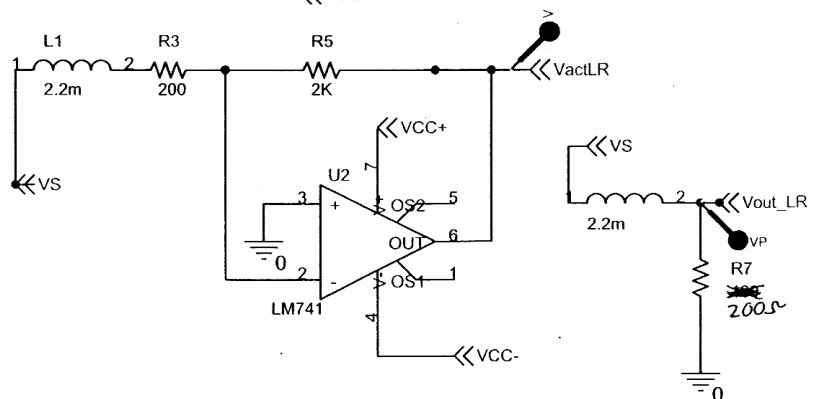 L1
R3
R5
V
1
2
VactLR
2.2m
200
2K
VCC+
7
VS
U2
VS
3
+
OS2
5
1
2
Vout_LR
2.2m
OUT
6
VP
0
R7
2
-
OS1
1
200Ω
LM741
4
VCC-
0